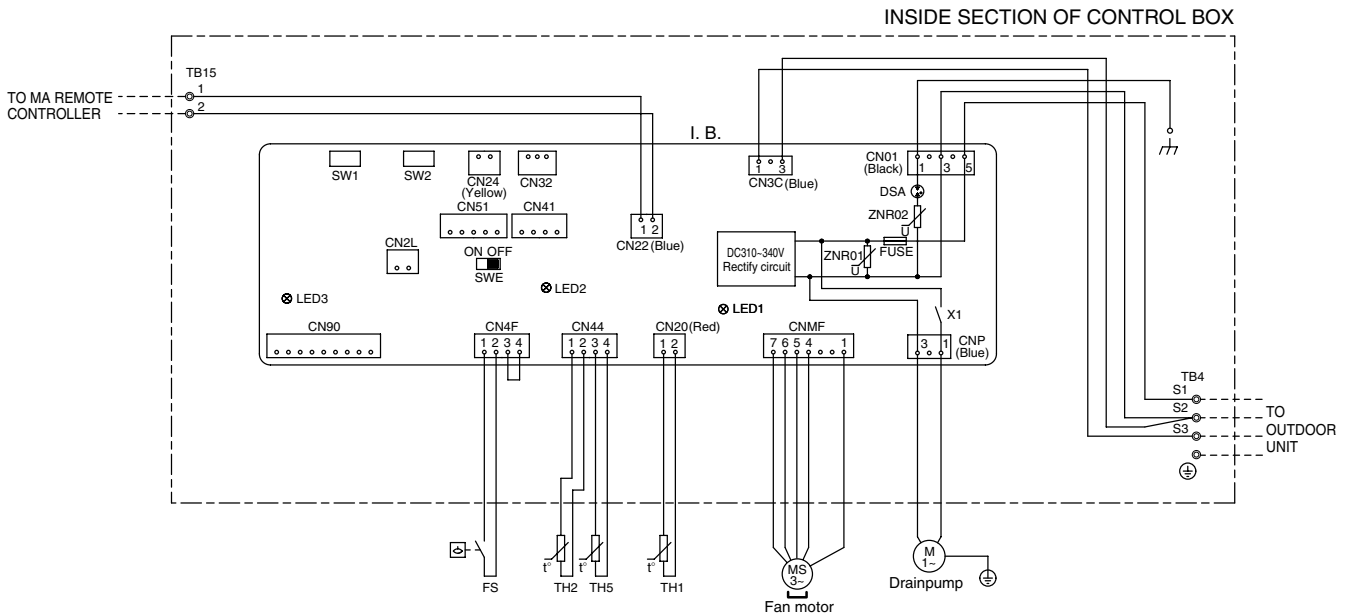 INSIDE SECTION OF CONTROL BOX
TB15
1
2
TO MA REMOTE
CONTROLLER
I. B.
SW1
SW2
CN24
(Yellow)
CN32
CN51
CN41
CN2L
ON OFF
SWE
1 2
CN22 (Blue)
1 3
CN3C (Blue)
CN01
(Black)
1 3 5
DSA
ZNR02
U
DC310~340V
Rectify circuit
ZNR01
U
FUSE
LED3
LED2
LED1
X1
CN90
CN4F
1 2 3 4
CN44
1 2 3 4
CN20 (Red)
1 2
CNMF
7 6 5 4 1
3 1
CNP
(Blue)
TB4
S1
S2
S3
TO
OUTDOOR
UNIT
FS
t°
TH2
t°
TH5
t°
TH1
MS
3~
Fan motor
M
1~
Drainpump